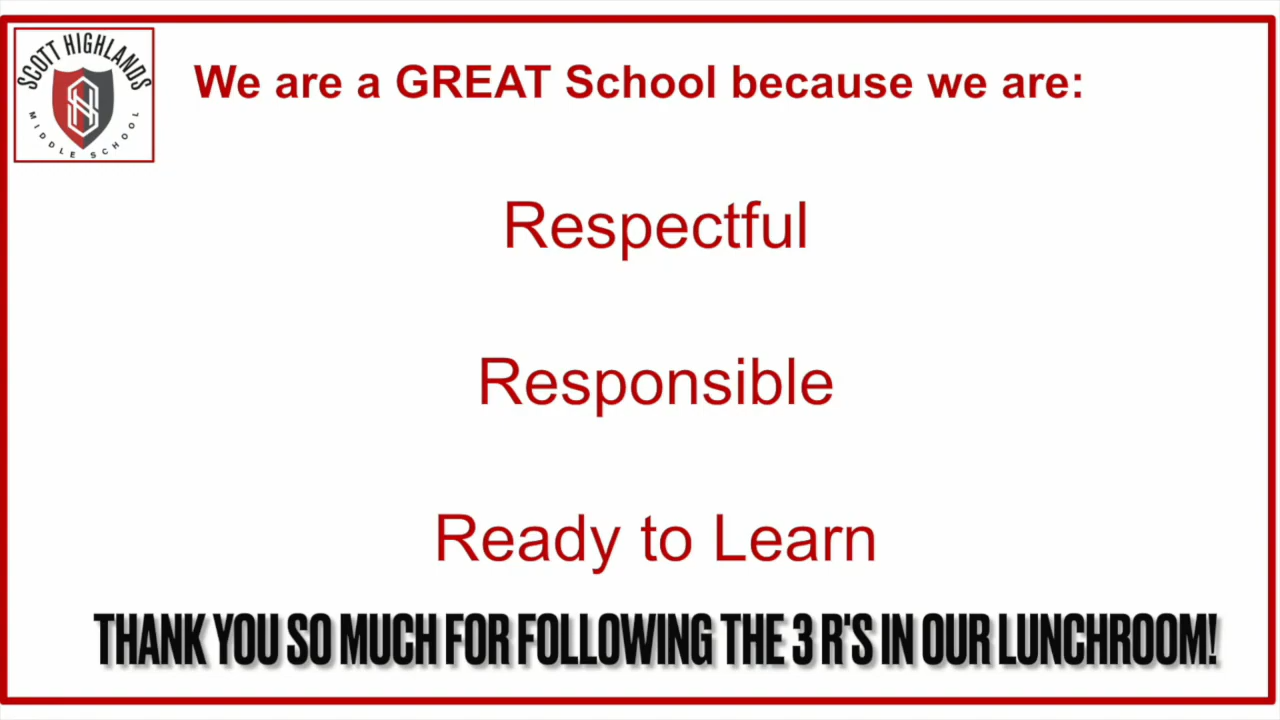 SCOTT HIGHLANDS
MIDDLE SCHOOL
We are a GREAT School because we are:
Respectful
Responsible
Ready to Learn
THANK YOU SO MUCH FOR FOLLOWING THE 3 R'S IN OUR LUNCHROOM!